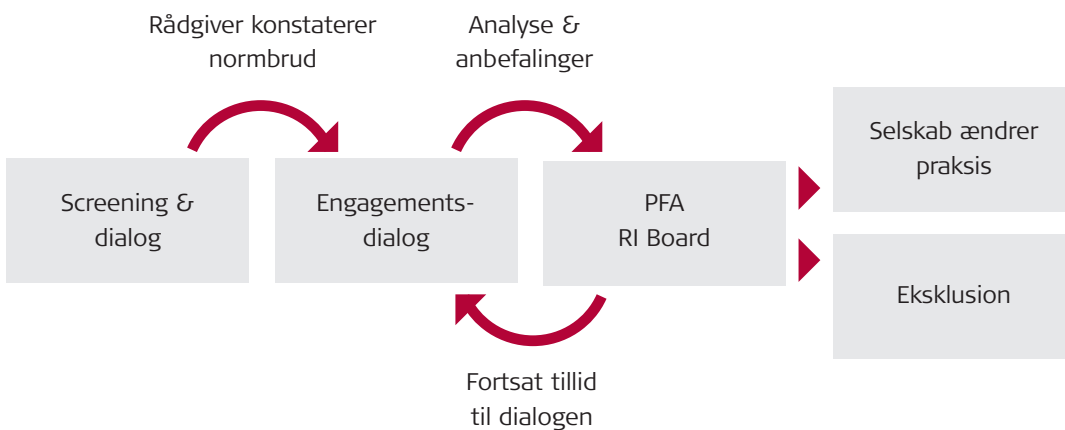 Rådgiver konstaterer
normbrud
Analyse &
anbefalinger
Screening &
dialog
Engagements-
dialog
PFA
RI Board
Selskab ændrer
praksis
Eksklusion
Fortsat tillid
til dialogen